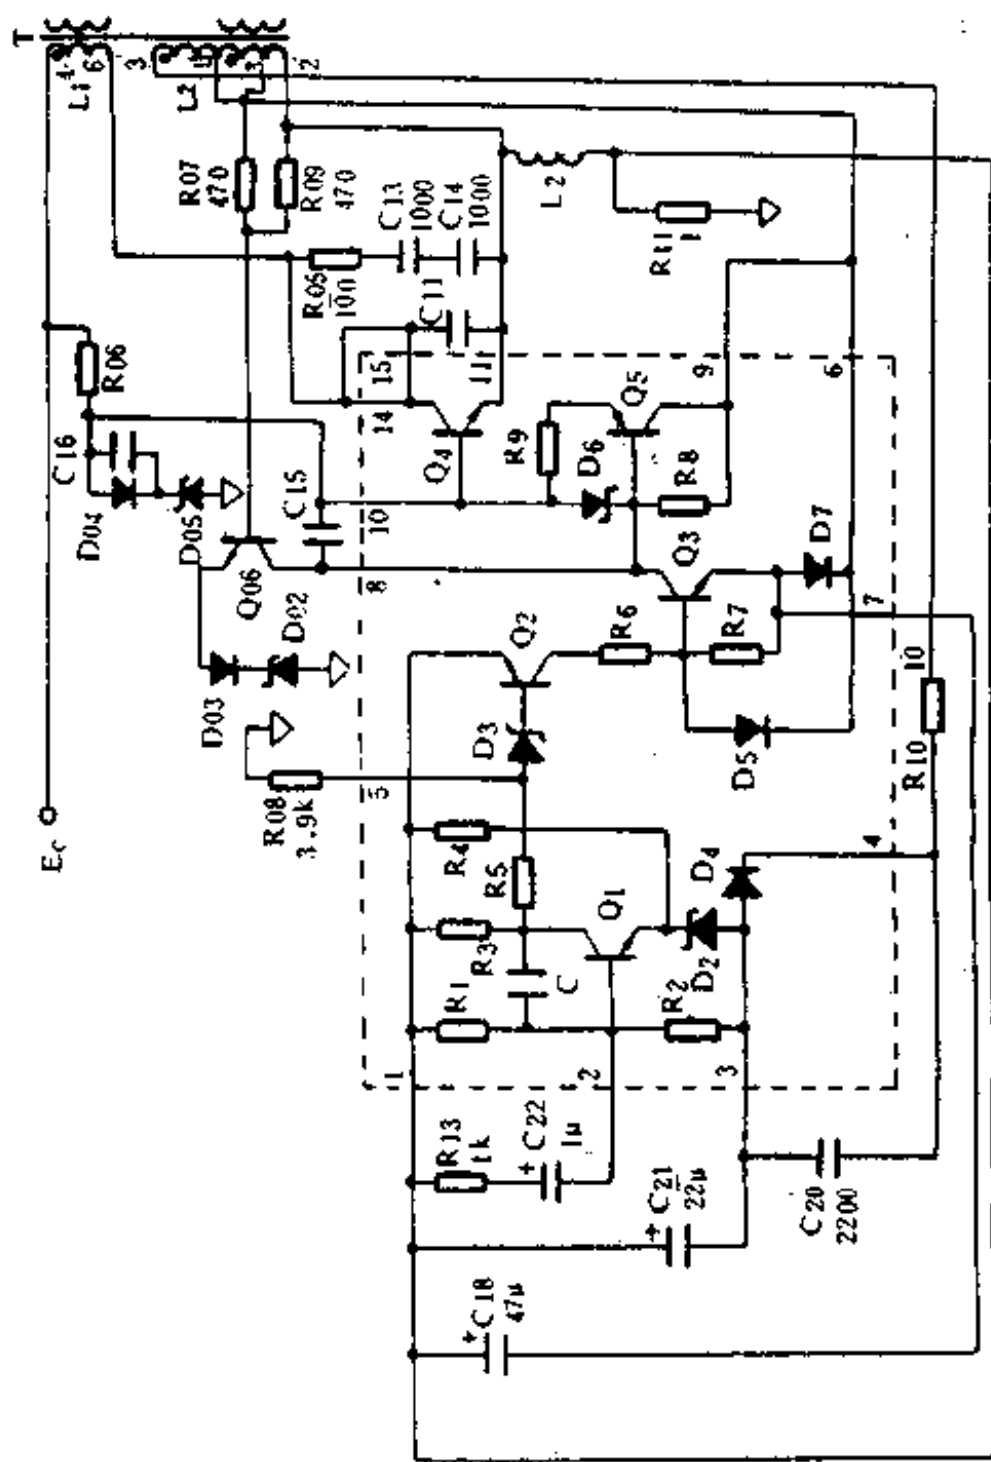 T
4
6
L1
3
L2
2
R07
470
R09
470
C13
1000
C14
1000
R05
100
C11
L2
R11
1
R06
C16
D04
D05
C15
10
Q06
D02
D03
8
R08
3.9k
5
Ec
14
15
11
9
6
Q4
Q5
R9
D6
R8
Q3
D7
7
Q2
R6
R7
D3
D5
10
R10
R4
R5
Q1
D4
4
R3
D2
C
R1
R2
1
2
3
R13
1k
+
C22
1μ
+
C21
22μ
C20
2200
+
C18
47μ